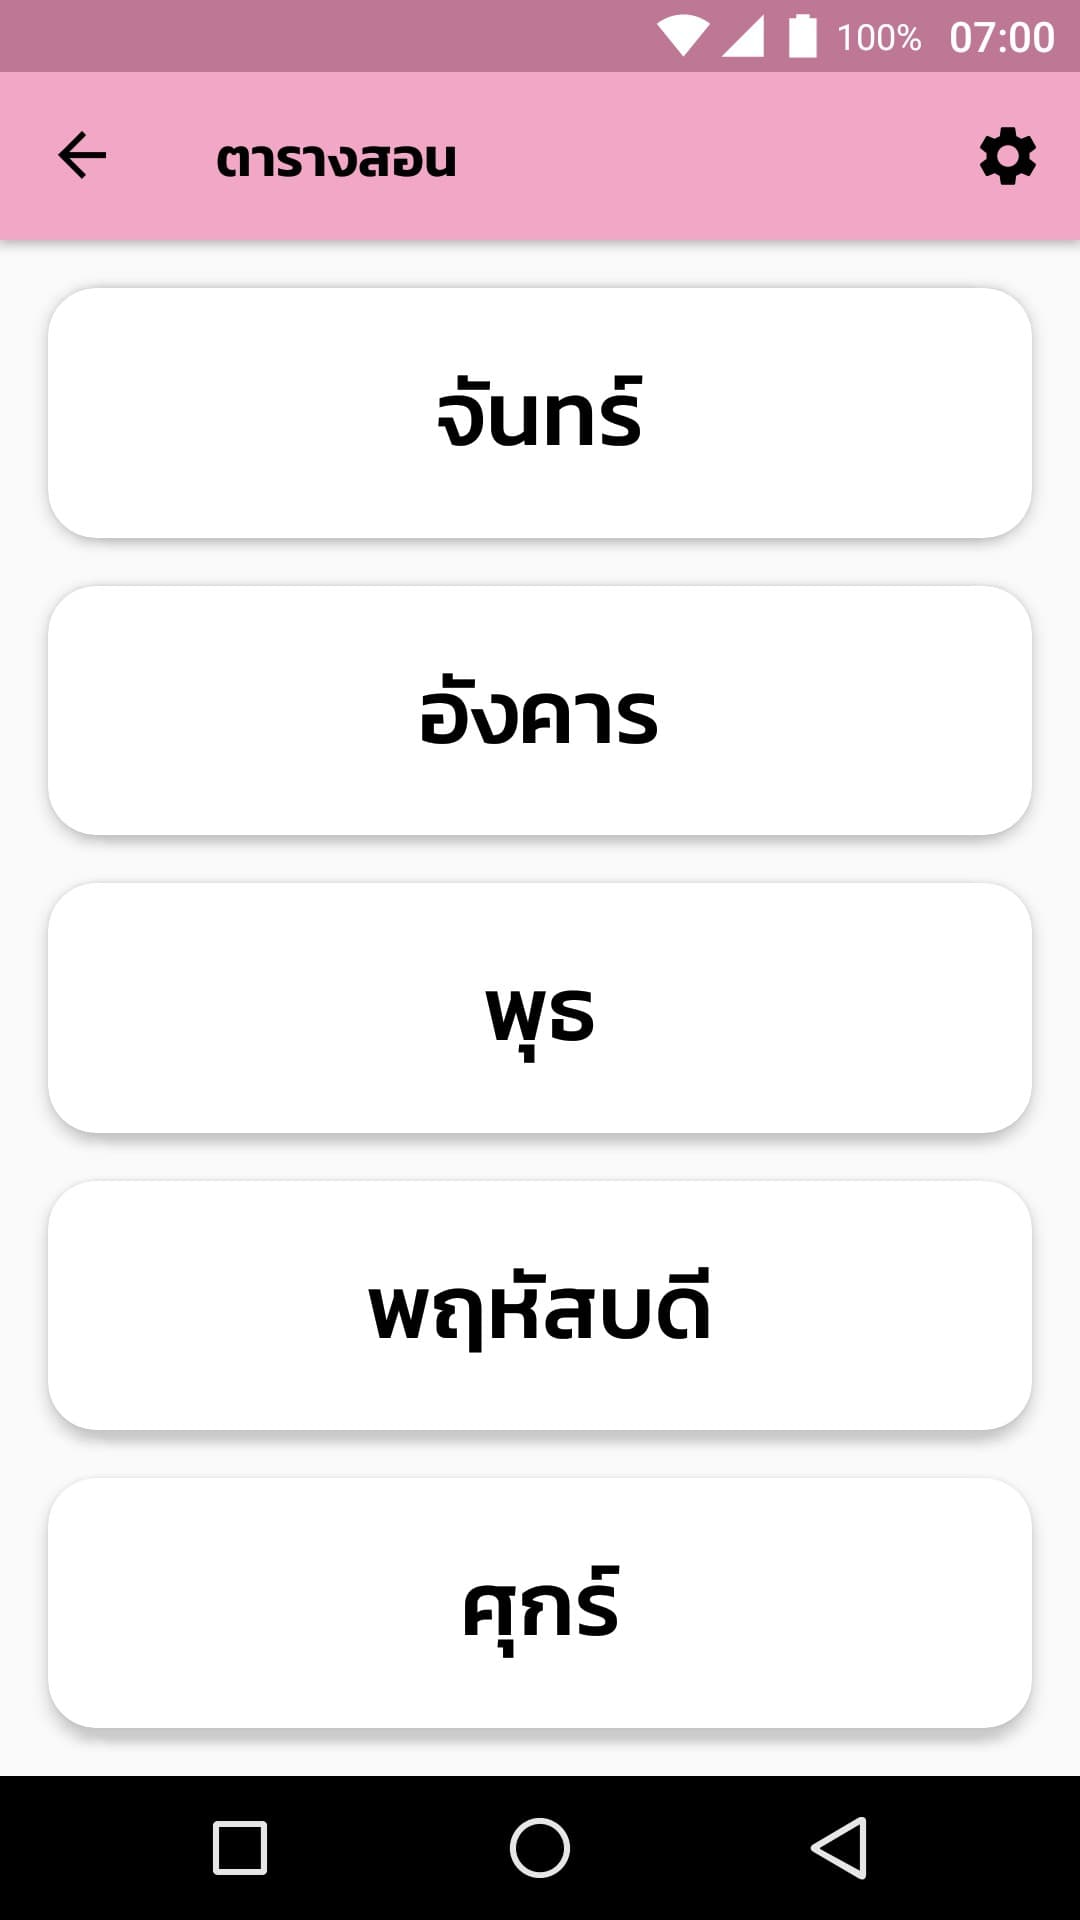 100% 07:00
ตารางสอน
จันทร์
อังคาร
พุธ
พฤหัสบดี
ศุกร์